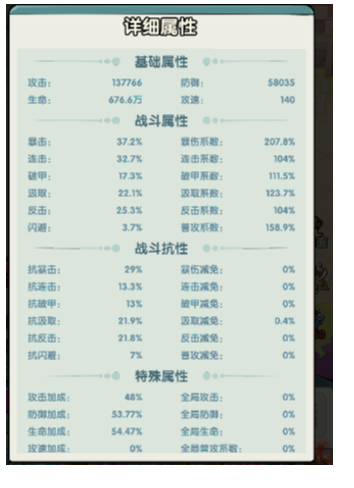 详细属性
基础属性
攻击： 137766 防御： 58035
生命： 676.6万 攻速： 140
战斗属性
暴击： 37.2% 暴伤系数： 207.8%
连击： 32.7% 连击系数： 104%
破甲： 17.3% 破甲系数： 111.5%
汲取： 22.1% 汲取系数： 123.7%
反击： 25.3% 反击系数： 104%
闪避： 3.7% 普攻系数： 158.9%
战斗抗性
抗暴击： 29% 暴伤减免： 0%
抗连击： 13.3% 连击减免： 0%
抗破甲： 13% 破甲减免： 0%
抗汲取： 21.9% 汲取减免： 0.4%
抗反击： 21.8% 反击减免： 0%
抗闪避： 7% 普攻减免： 0%
特殊属性
攻击加成： 48% 全局攻击： 0%
防御加成： 53.77% 全局防御： 0%
生命加成： 54.47% 全局生命： 0%
攻速加成： 0% 全局普攻系数： 0%